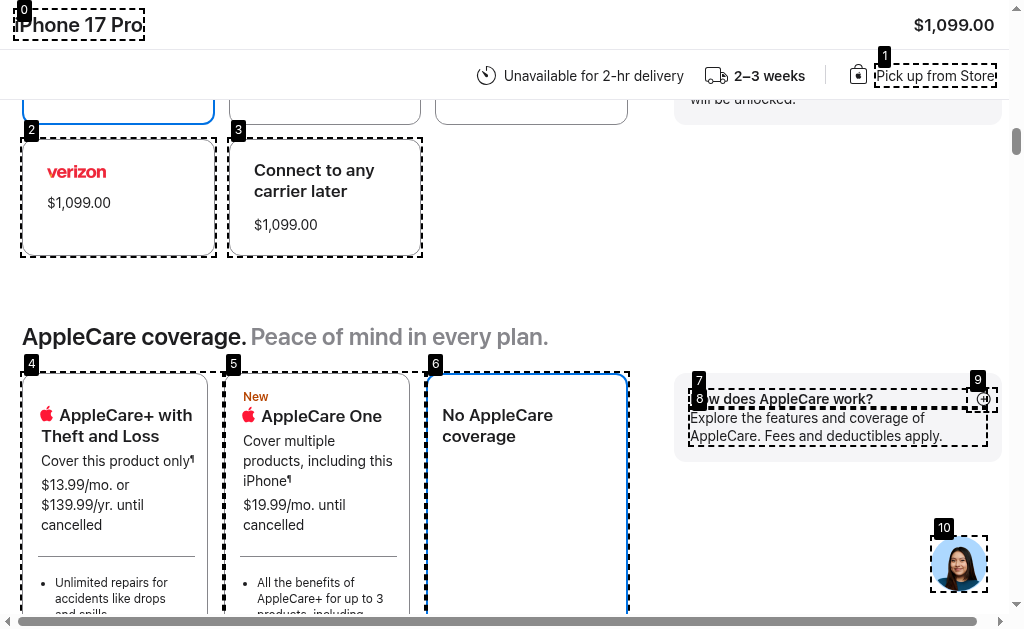 iPhone 17 Pro
$1,099.00
Unavailable for 2-hr delivery
2–3 weeks
Pick up from Store
will be unlocked.
verizon
$1,099.00
Connect to any
carrier later
$1,099.00
AppleCare coverage. Peace of mind in every plan.
AppleCare+ with
Theft and Loss
Cover this product only¶
$13.99/mo. or
$139.99/yr. until
cancelled
Unlimited repairs for
accidents like drops
and spills
New
AppleCare One
Cover multiple
products, including this
iPhone¶
$19.99/mo. until
cancelled
All the benefits of
AppleCare+ for up to 3
products, including
No AppleCare
coverage
How does AppleCare work?
Explore the features and coverage of
AppleCare. Fees and deductibles apply.
0
1
2
3
4
5
6
7
8
9
10